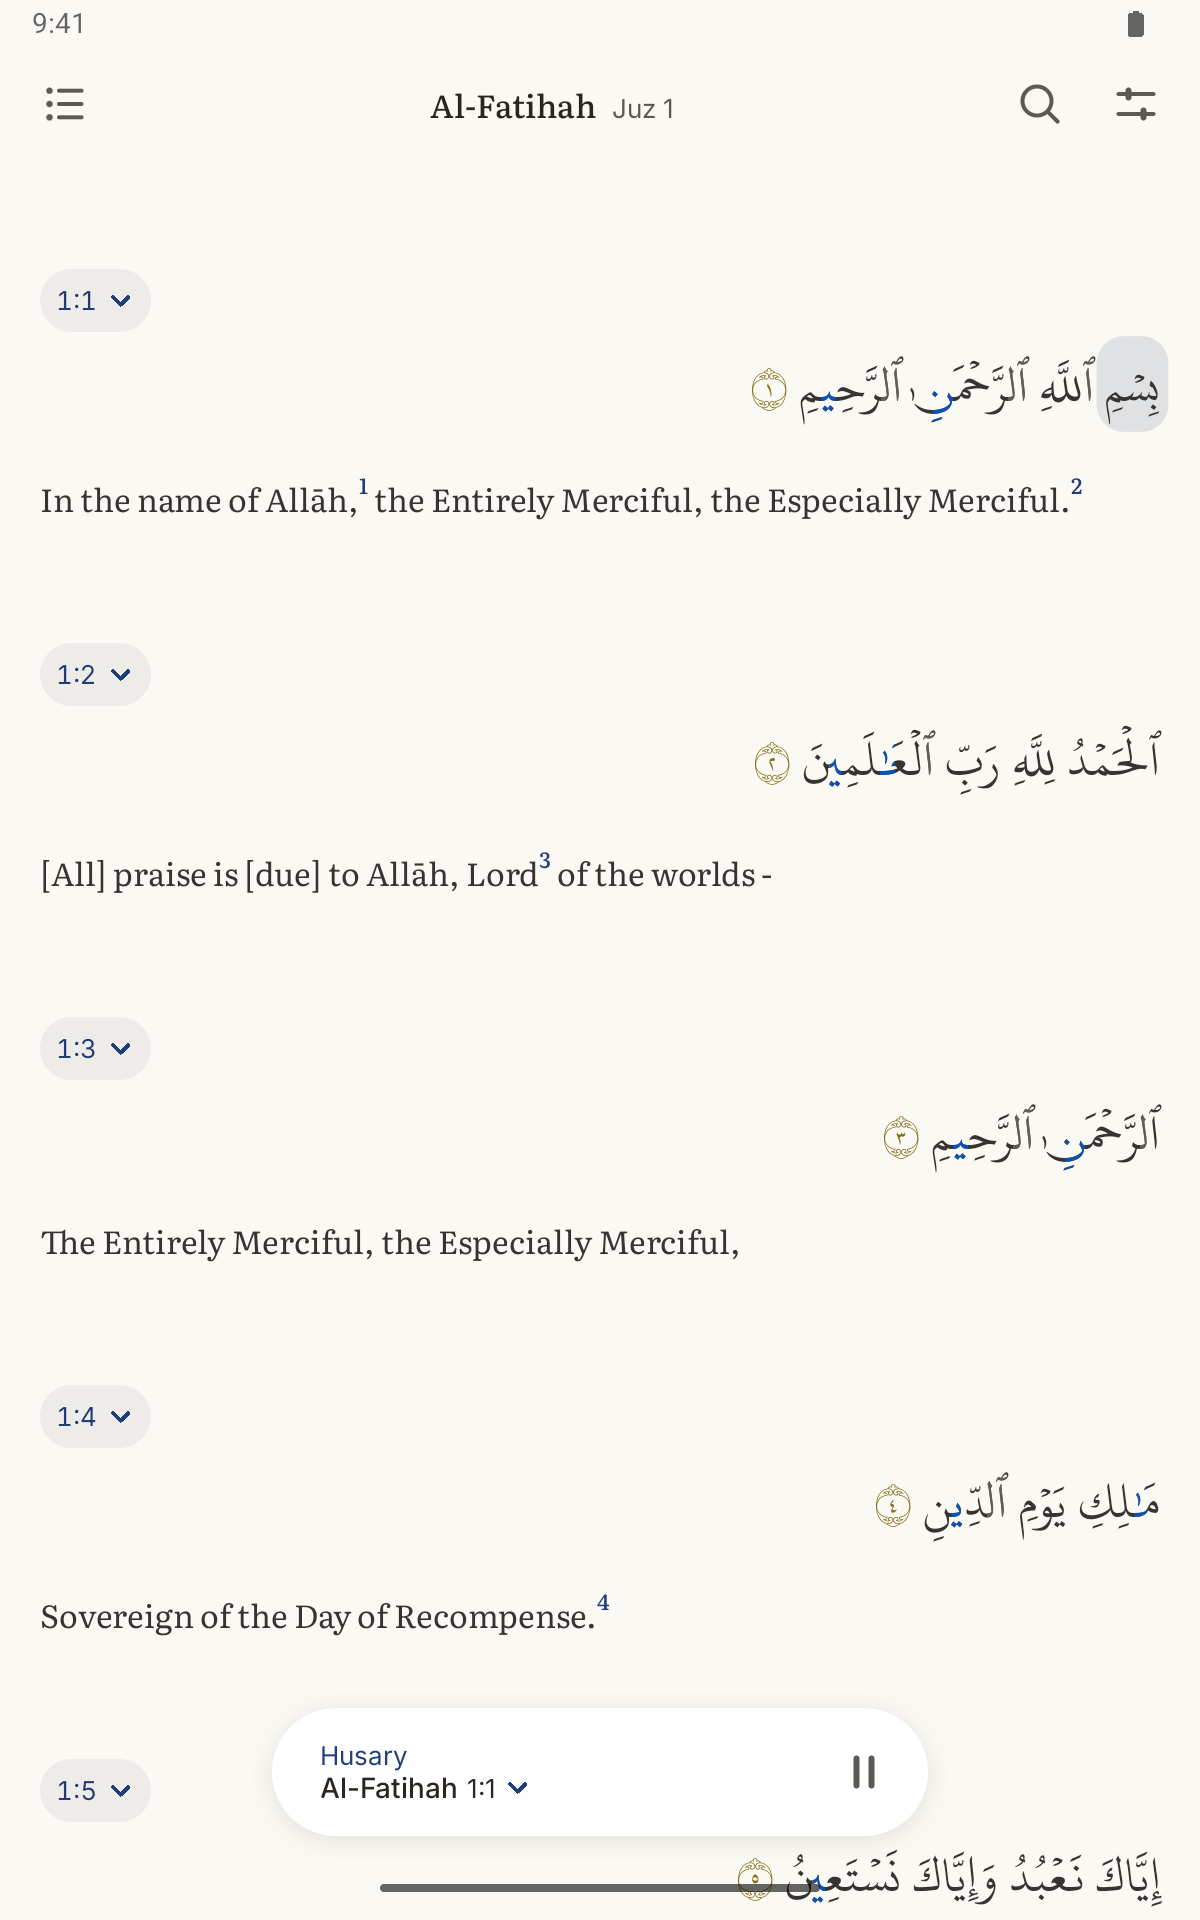 9:41
Al-Fatihah Juz 1
1:1
بِسۡمِ ٱللَّهِ ٱلرَّحۡمَٰنِ ٱلرَّحِيمِ ١
In the name of Allāh,1 the Entirely Merciful, the Especially Merciful.2
1:2
ٱلۡحَمۡدُ لِلَّهِ رَبِّ ٱلۡعَٰلَمِينَ ٢
[All] praise is [due] to Allāh, Lord3 of the worlds -
1:3
ٱلرَّحۡمَٰنِ ٱلرَّحِيمِ ٣
The Entirely Merciful, the Especially Merciful,
1:4
مَٰلِكِ يَوۡمِ ٱلدِّينِ ٤
Sovereign of the Day of Recompense.4
Husary
Al-Fatihah 1:1
1:5
إِيَّاكَ نَعۡبُدُ وَإِيَّاكَ نَسۡتَعِينُ ٥